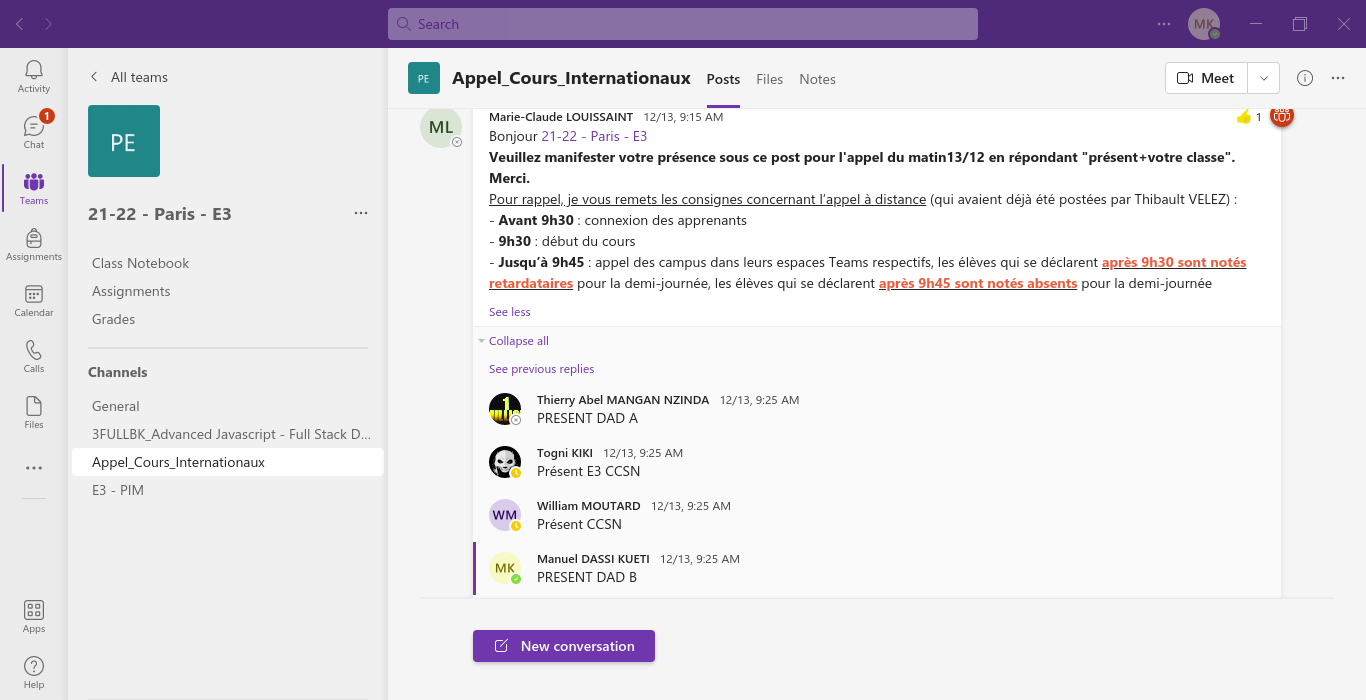 Search
MK
Activity
1
Chat
Teams
Assignments
Calendar
Calls
Files
Apps
Help
All teams
PE
21-22 - Paris - E3
Class Notebook
Assignments
Grades
Channels
General
3FULLBK_Advanced Javascript - Full Stack D...
Appel_Cours_Internationaux
E3 - PIM
PE Appel_Cours_Internationaux Posts Files Notes Meet
ML
Marie-Claude LOUISSAINT 12/13, 9:15 AM 1
Bonjour 21-22 - Paris - E3
Veuillez manifester votre présence sous ce post pour l'appel du matin13/12 en répondant "présent+votre classe".
Merci.
Pour rappel, je vous remets les consignes concernant l’appel à distance (qui avaient déjà été postées par Thibault VELEZ) :
- Avant 9h30 : connexion des apprenants
- 9h30 : début du cours
- Jusqu’à 9h45 : appel des campus dans leurs espaces Teams respectifs, les élèves qui se déclarent après 9h30 sont notés
retardataires pour la demi-journée, les élèves qui se déclarent après 9h45 sont notés absents pour la demi-journée
See less
Collapse all
See previous replies
Thierry Abel MANGAN NZINDA 12/13, 9:25 AM
PRESENT DAD A
Togni KIKI 12/13, 9:25 AM
Présent E3 CCSN
WM
William MOUTARD 12/13, 9:25 AM
Présent CCSN
MK
Manuel DASSI KUETI 12/13, 9:25 AM
PRESENT DAD B
New conversation